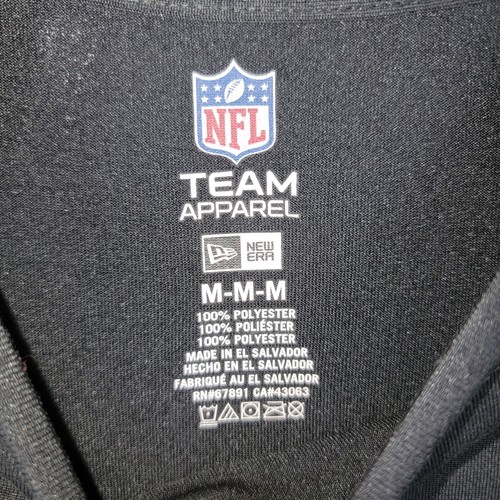 NFL
TEAM
APPAREL
NEW
ERA
M-M-M
100% POLYESTER
100% POLIÉSTER
100% POLYESTER
MADE IN EL SALVADOR
HECHO EN EL SALVADOR
FABRIQUÉ AU EL SALVADOR
RN#67891 CA#43063